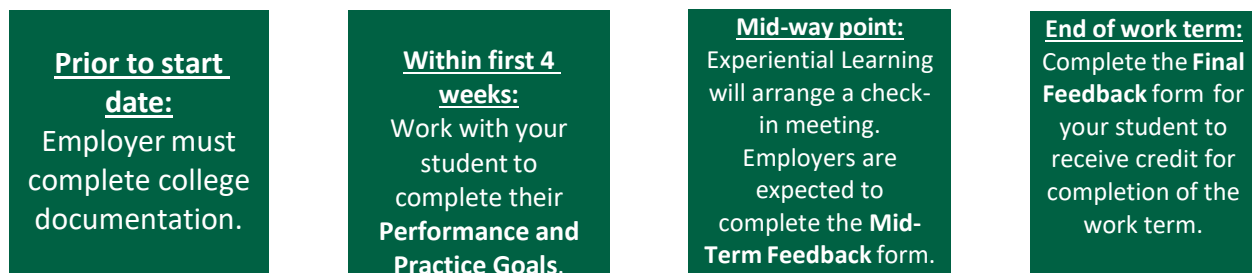 Prior to start
date:
Employer must
complete college
documentation.
Within first 4
weeks:
Work with your
student to
complete their
Performance and
Practice Goals.
Mid-way point:
Experiential Learning
will arrange a check-
in meeting.
Employers are
expected to
complete the Mid-
Term Feedback form.
End of work term:
Complete the Final
Feedback form for
your student to
receive credit for
completion of the
work term.